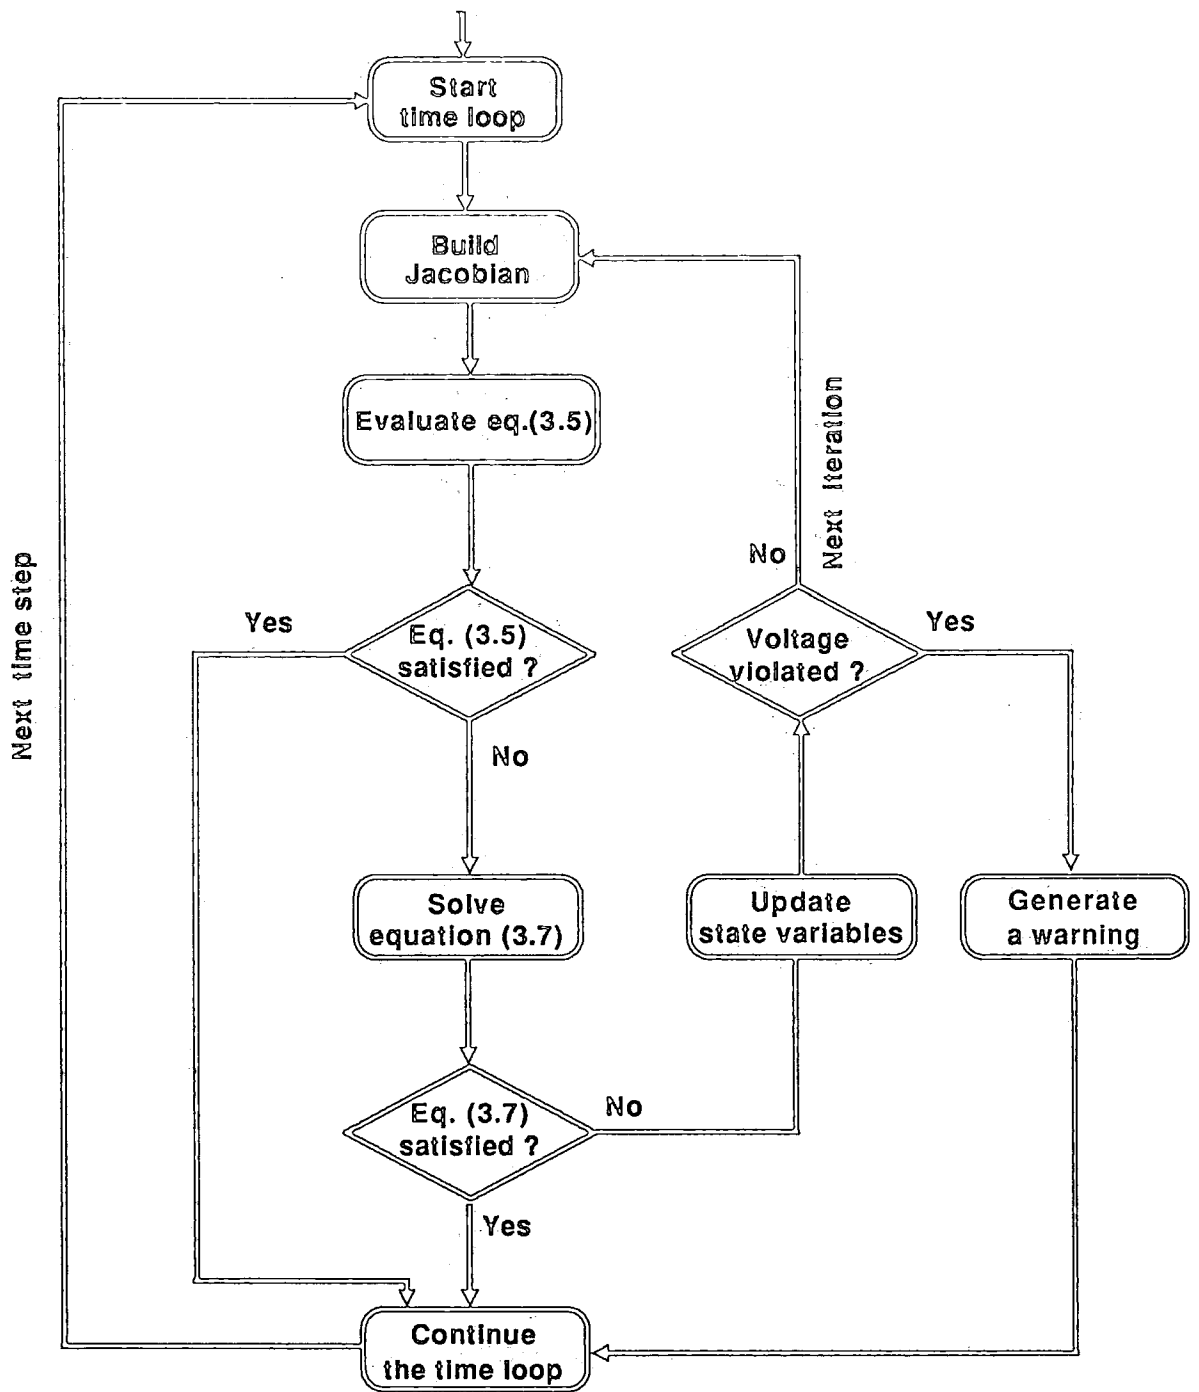 Start
time loop
Build
Jacobian
Evaluate eq.(3.5)
Next iteration
No
Next time step
Yes
Eq. (3.5)
satisfied ?
Voltage
violated ?
Yes
No
Solve
equation (3.7)
Update
state variables
Generate
a warning
Eq. (3.7)
satisfied ?
No
Yes
Continue
the time loop